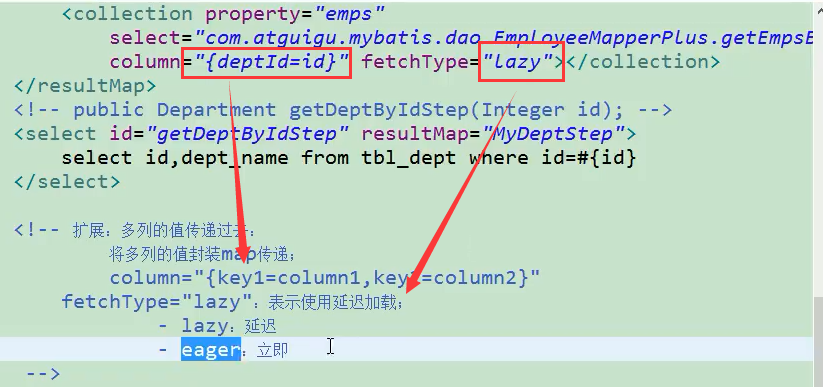 <collection property="emps"
select="com.atguigu.mybatis.dao.EmployeeMapperPlus.getEmpsB
column="{deptId=id}" fetchType="lazy"></collection>
</resultMap>
<!-- public Department getDeptByIdStep(Integer id); -->
<select id="getDeptByIdStep" resultMap="MyDeptStep">
select id,dept_name from tbl_dept where id=#{id}
</select>
<!-- 扩展：多列的值传递过去：
将多列的值封装map传递；
column="{key1=column1,key2=column2}"
fetchType="lazy"：表示使用延迟加载；
- lazy：延迟
- eager：立即
-->